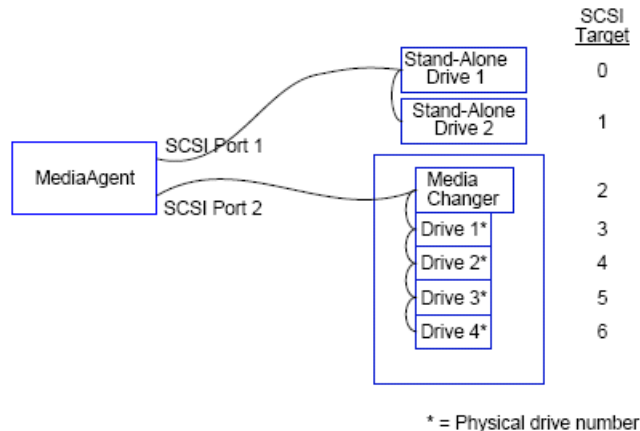 SCSI
Target
Stand-Alone
Drive 1
0
Stand-Alone
Drive 2
1
SCSI Port 1
MediaAgent
SCSI Port 2
Media
Changer
2
Drive 1*
3
Drive 2*
4
Drive 3*
5
Drive 4*
6
* = Physical drive number